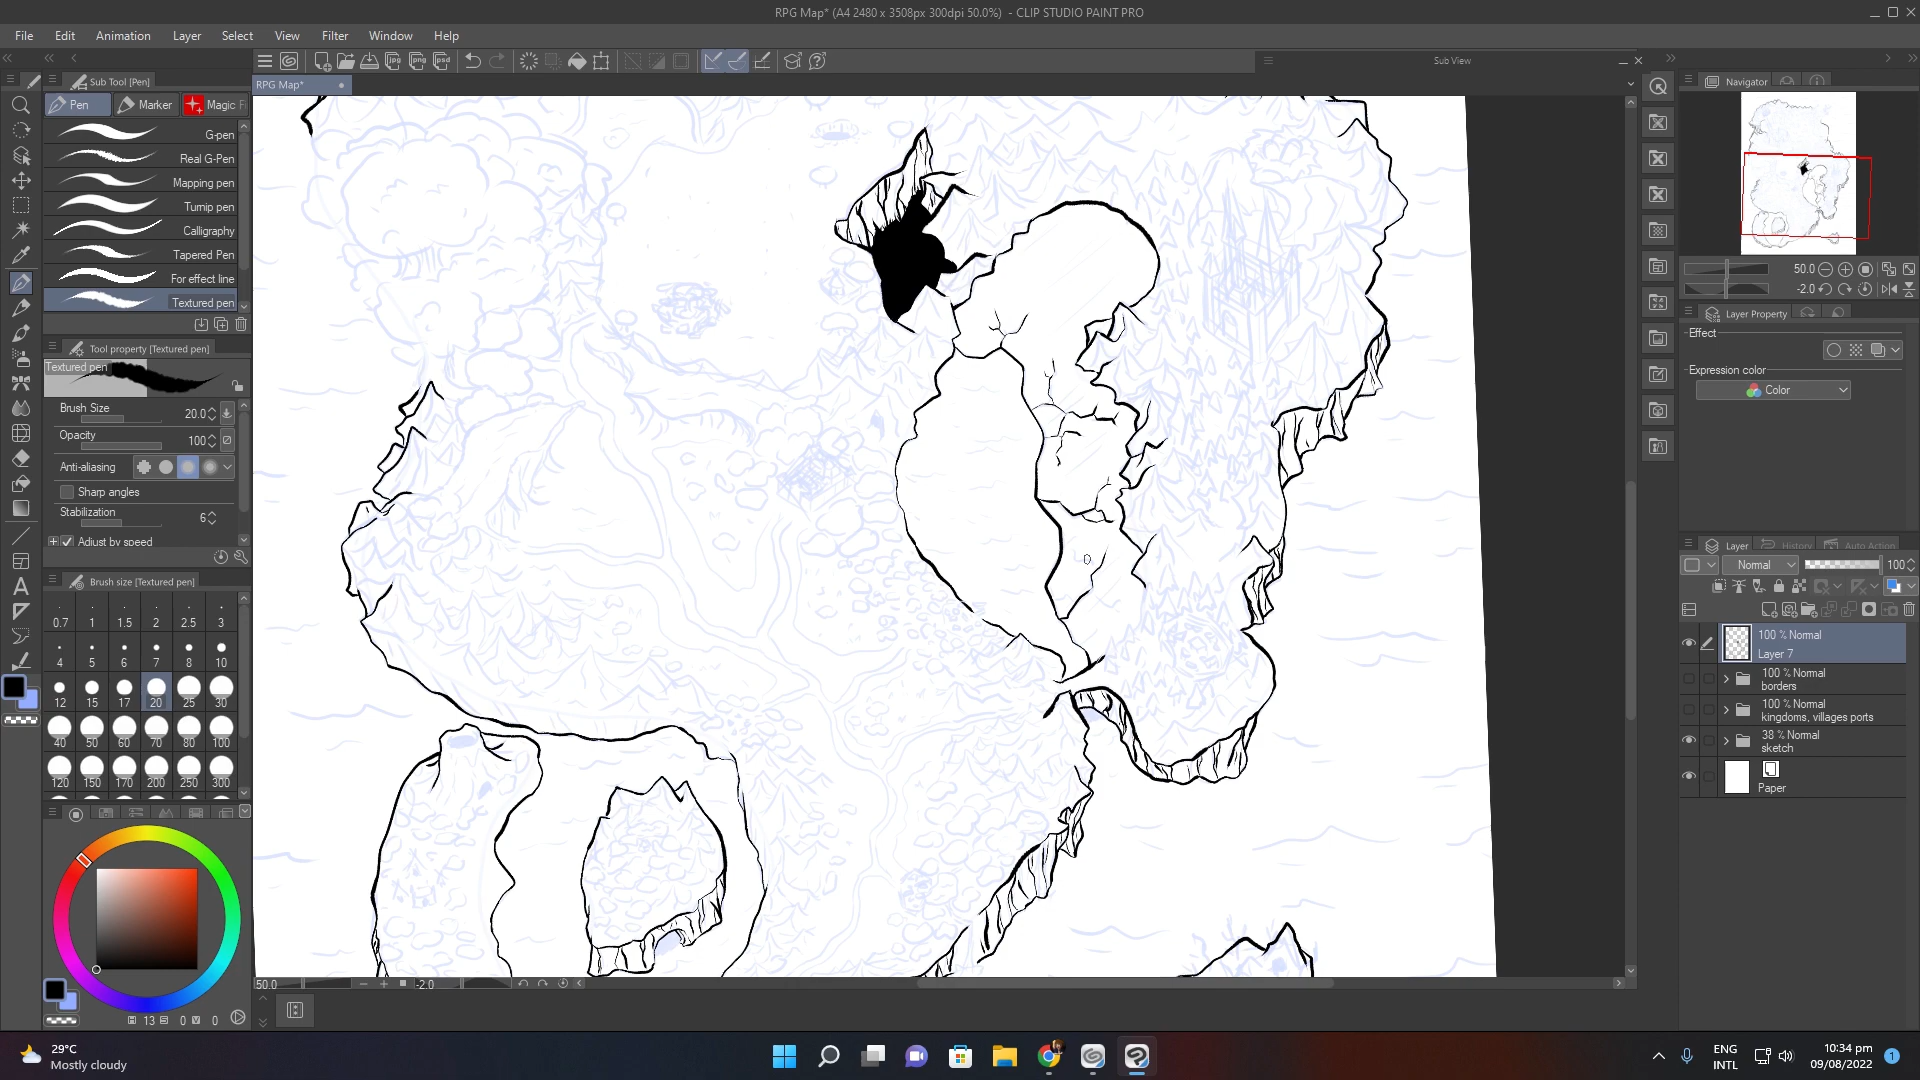 RPG Map* (A4 2480 x 3508px 300dpi 50.0%) - CLIP STUDIO PAINT PRO
File Edit Animation Layer Select View Filter Window Help
Sub Tool [Pen]
Sub View
Navigator
RPG Map*
Pen Marker Magic
G-pen
Real G-Pen
Mapping pen
Turnip pen
Calligraphy
Tapered Pen
For effect line
Textured pen
50.0
-2.0
Layer Property
Effect
Expression color
Color
Tool property [Textured pen]
Textured pen
Brush Size 20.0
Opacity 100
Anti-aliasing
Sharp angles
Stabilization 6
Adjust by speed
Brush size [Textured pen]
0.7 1 1.5 2 2.5 3
4 5 6 7 8 10
12 15 17 20 25 30
40 50 60 70 80 100
120 150 170 200 250 300
Layer History Auto Action
Normal 100
100 % Normal
Layer 7
100 % Normal
borders
100 % Normal
kingdoms, villages ports
38 % Normal
sketch
Paper
50.0 -2.0
13 0 0
29°C
Mostly cloudy
ENG
INTL
10:34 pm
09/08/2022
1